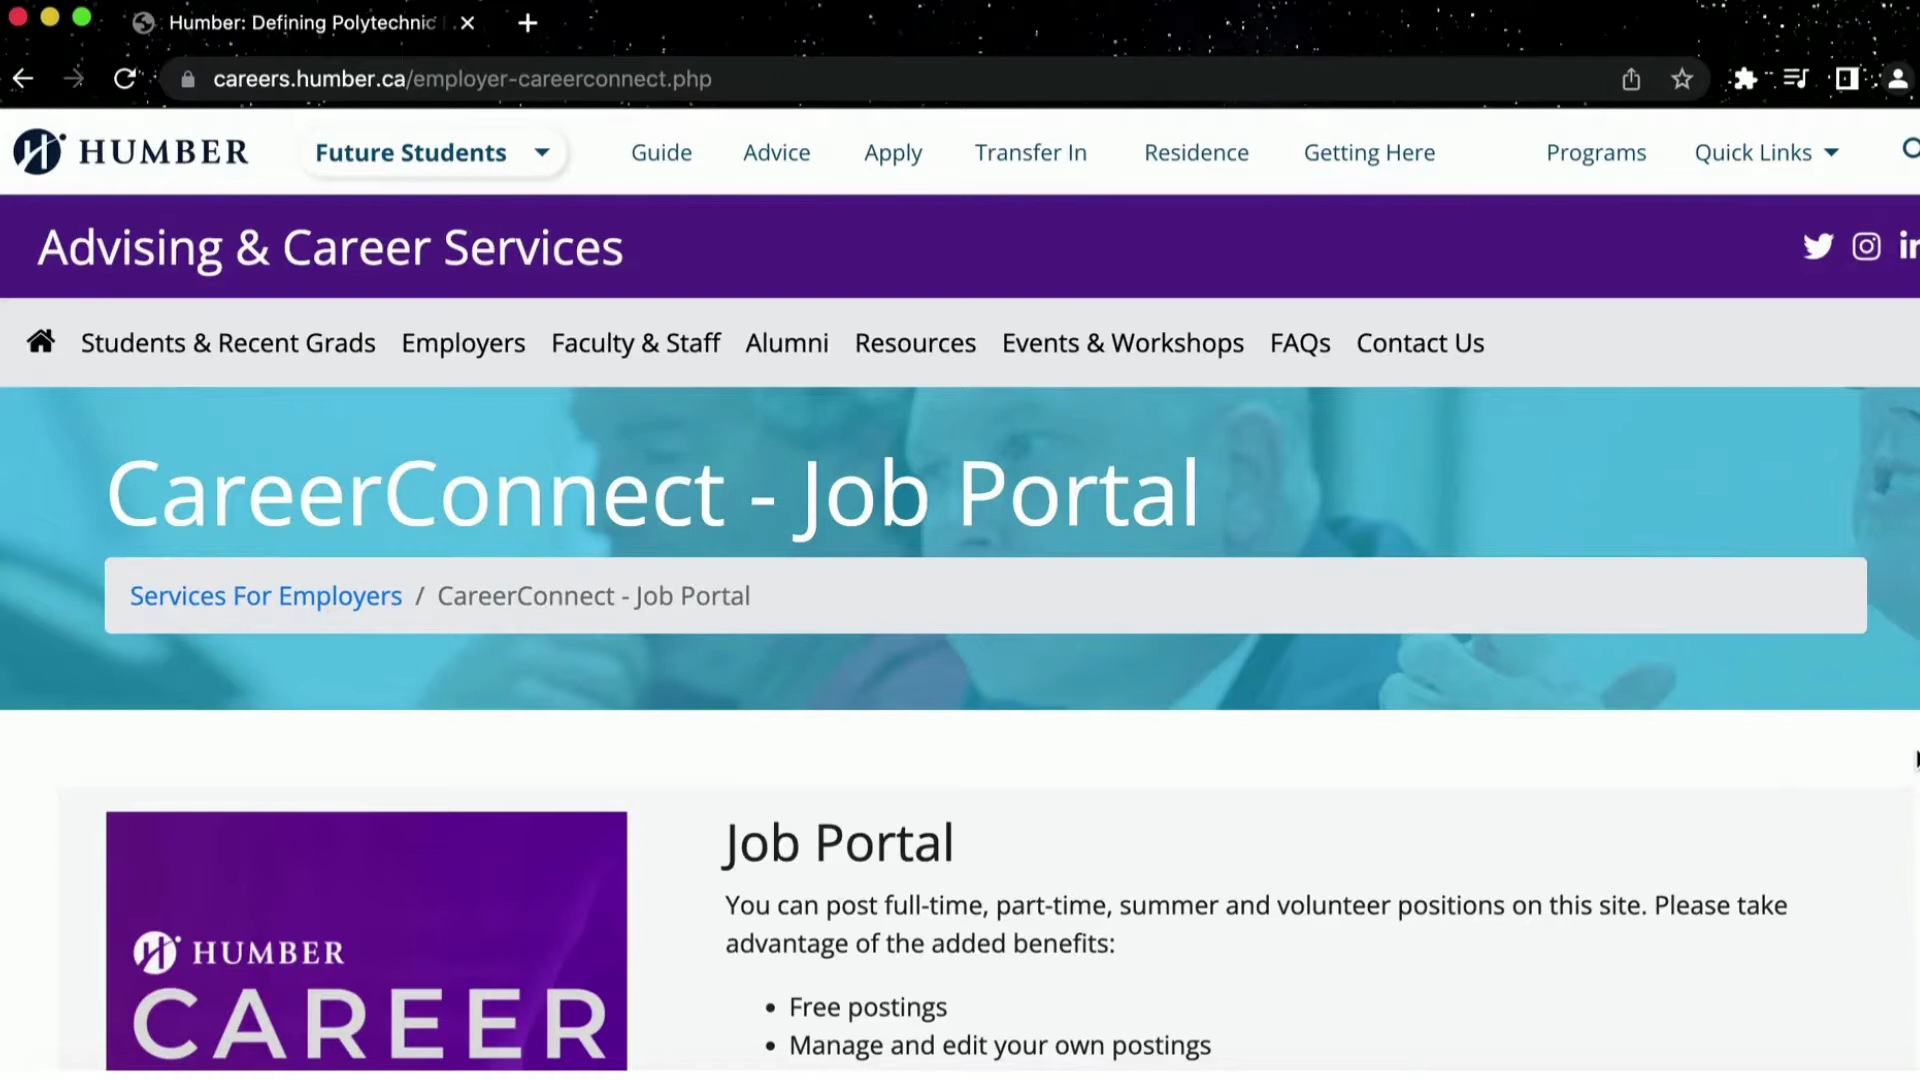 Humber: Defining Polytechnic
careers.humber.ca/employer-careerconnect.php
HUMBER Future Students Guide Advice Apply Transfer In Residence Getting Here Programs Quick Links
Advising & Career Services
Students & Recent Grads Employers Faculty & Staff Alumni Resources Events & Workshops FAQs Contact Us
CareerConnect - Job Portal
Services For Employers / CareerConnect - Job Portal
HUMBER
CAREER
Job Portal
You can post full-time, part-time, summer and volunteer positions on this site. Please take
advantage of the added benefits:
• Free postings
• Manage and edit your own postings